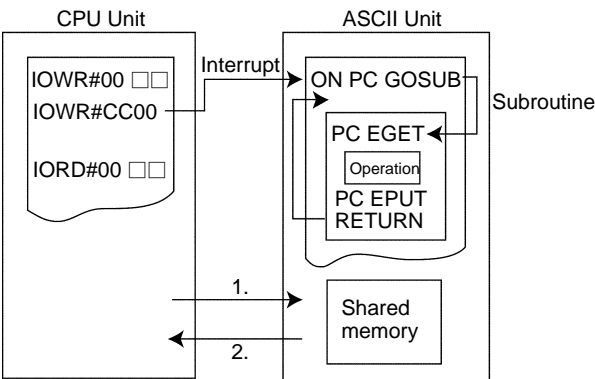 CPU Unit
ASCII Unit
IOWR#00 □□
IOWR#CC00
IORD#00 □□
Interrupt
ON PC GOSUB
Subroutine
PC EGET
Operation
PC EPUT
RETURN
1.
2.
Shared
memory